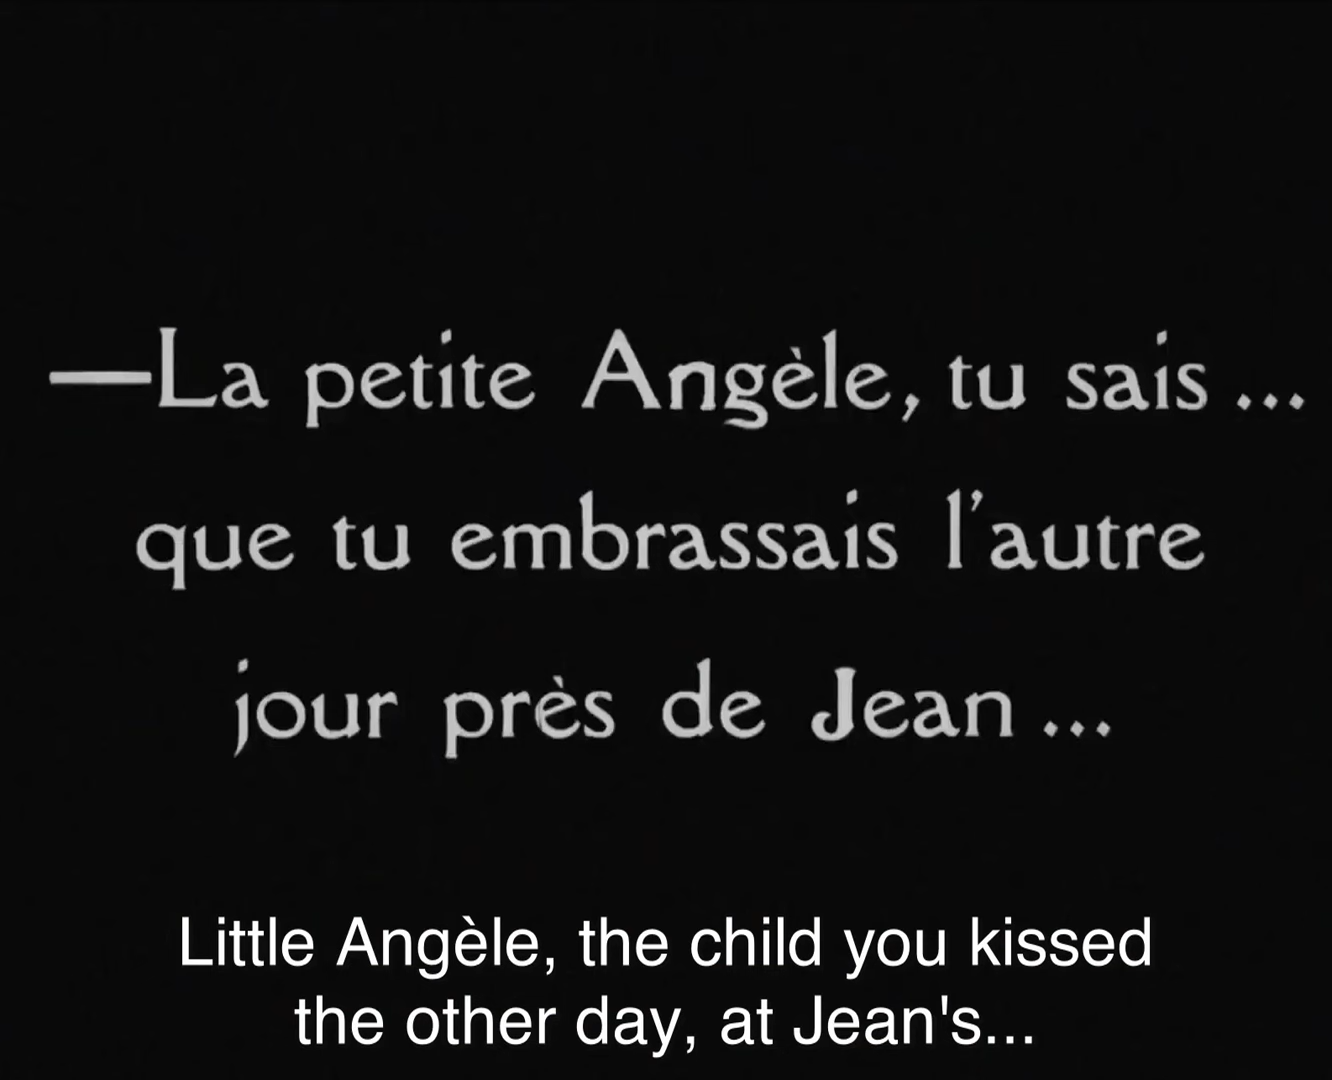 —La petite Angèle, tu sais ...
que tu embrassais l'autre
jour près de Jean ...
Little Angèle, the child you kissed
the other day, at Jean's...